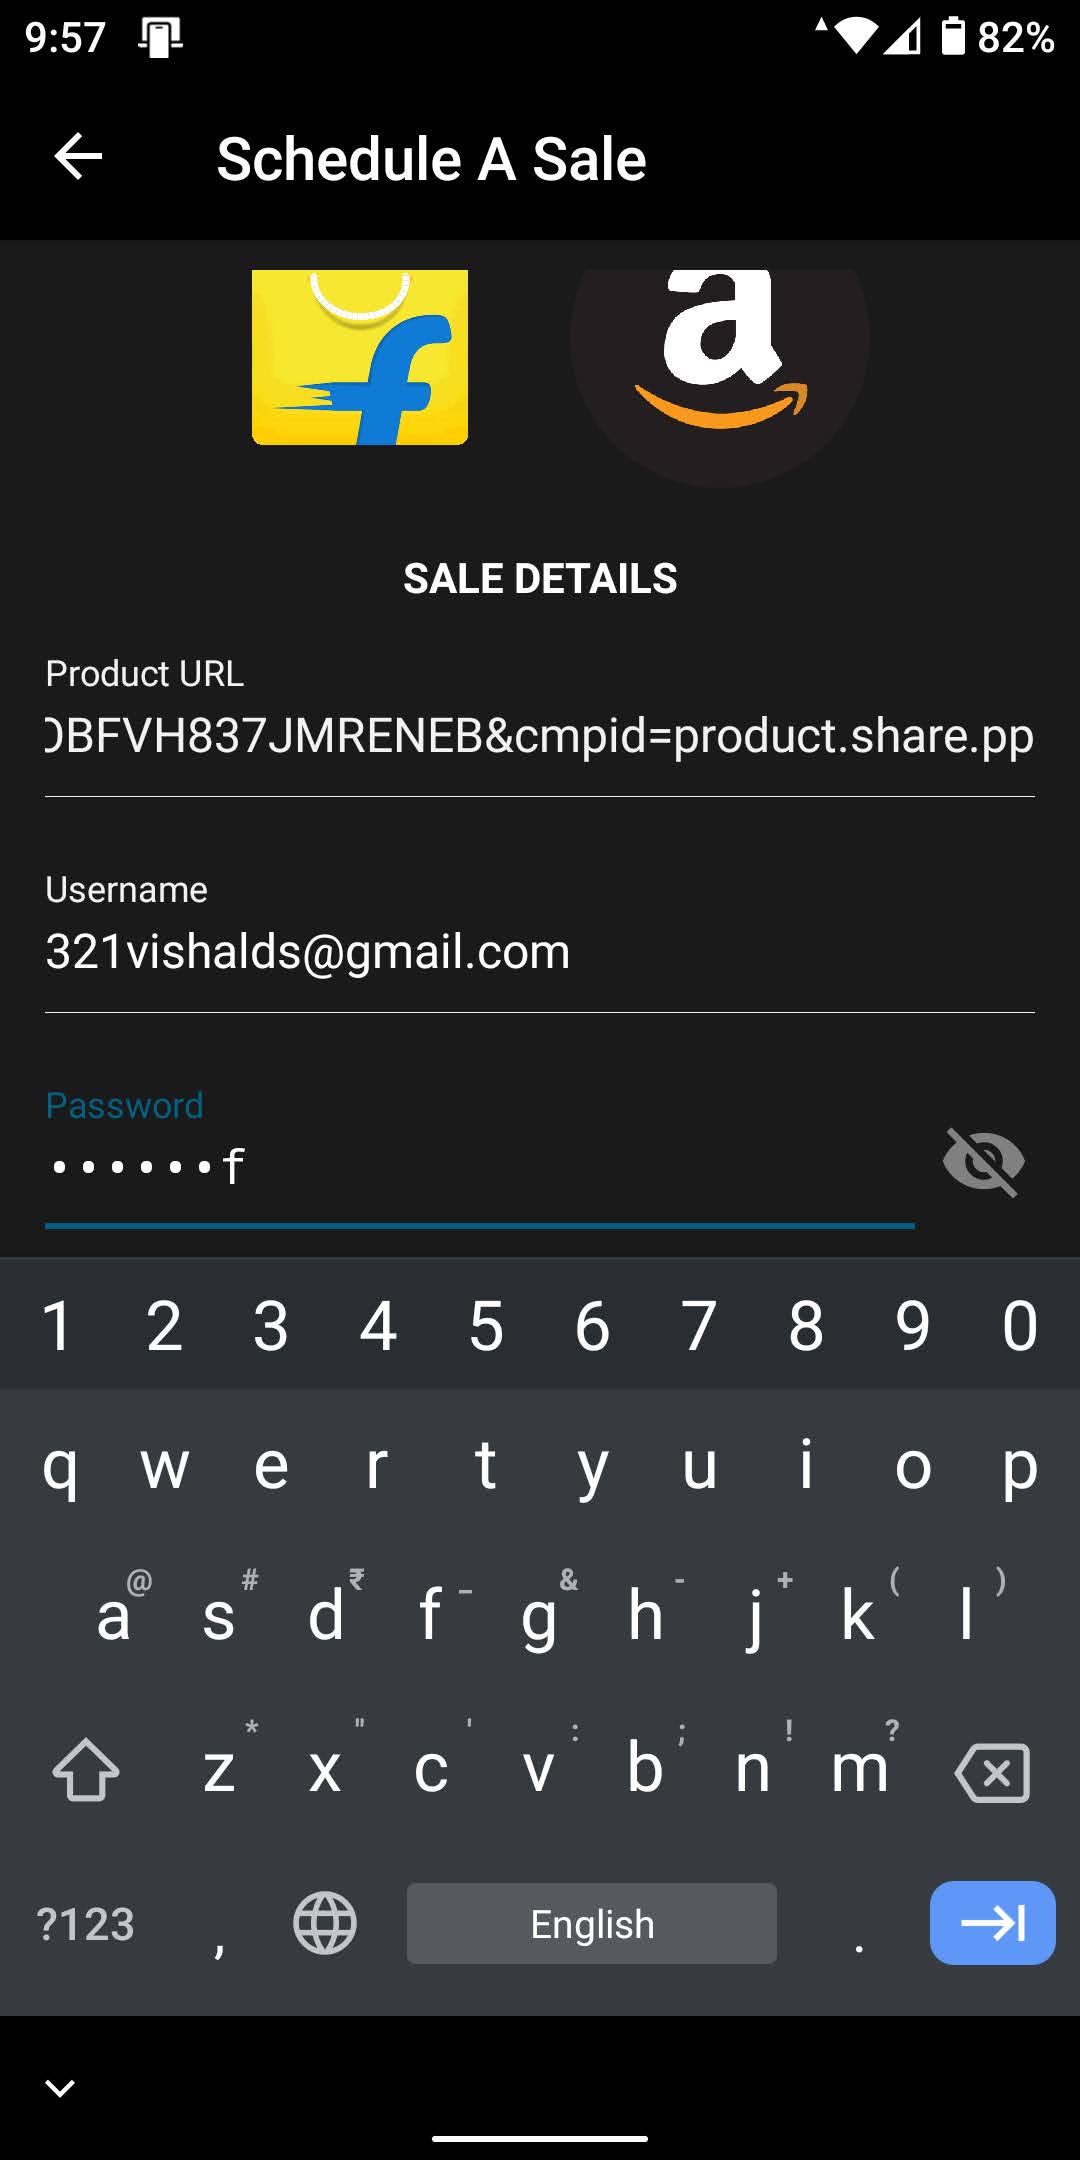 9:57
82%
Schedule A Sale
f
a
SALE DETAILS
Product URL
BFVH837JMRENEB&cmpid=product.share.pp
Username
321vishalds@gmail.com
Password
••••••f
1 2 3 4 5 6 7 8 9 0
q w e r t y u i o p
@ # ₹ _ & - + ( )
a s d f g h j k l
* " ' : ; ! ?
z x c v b n m
?123 , English .